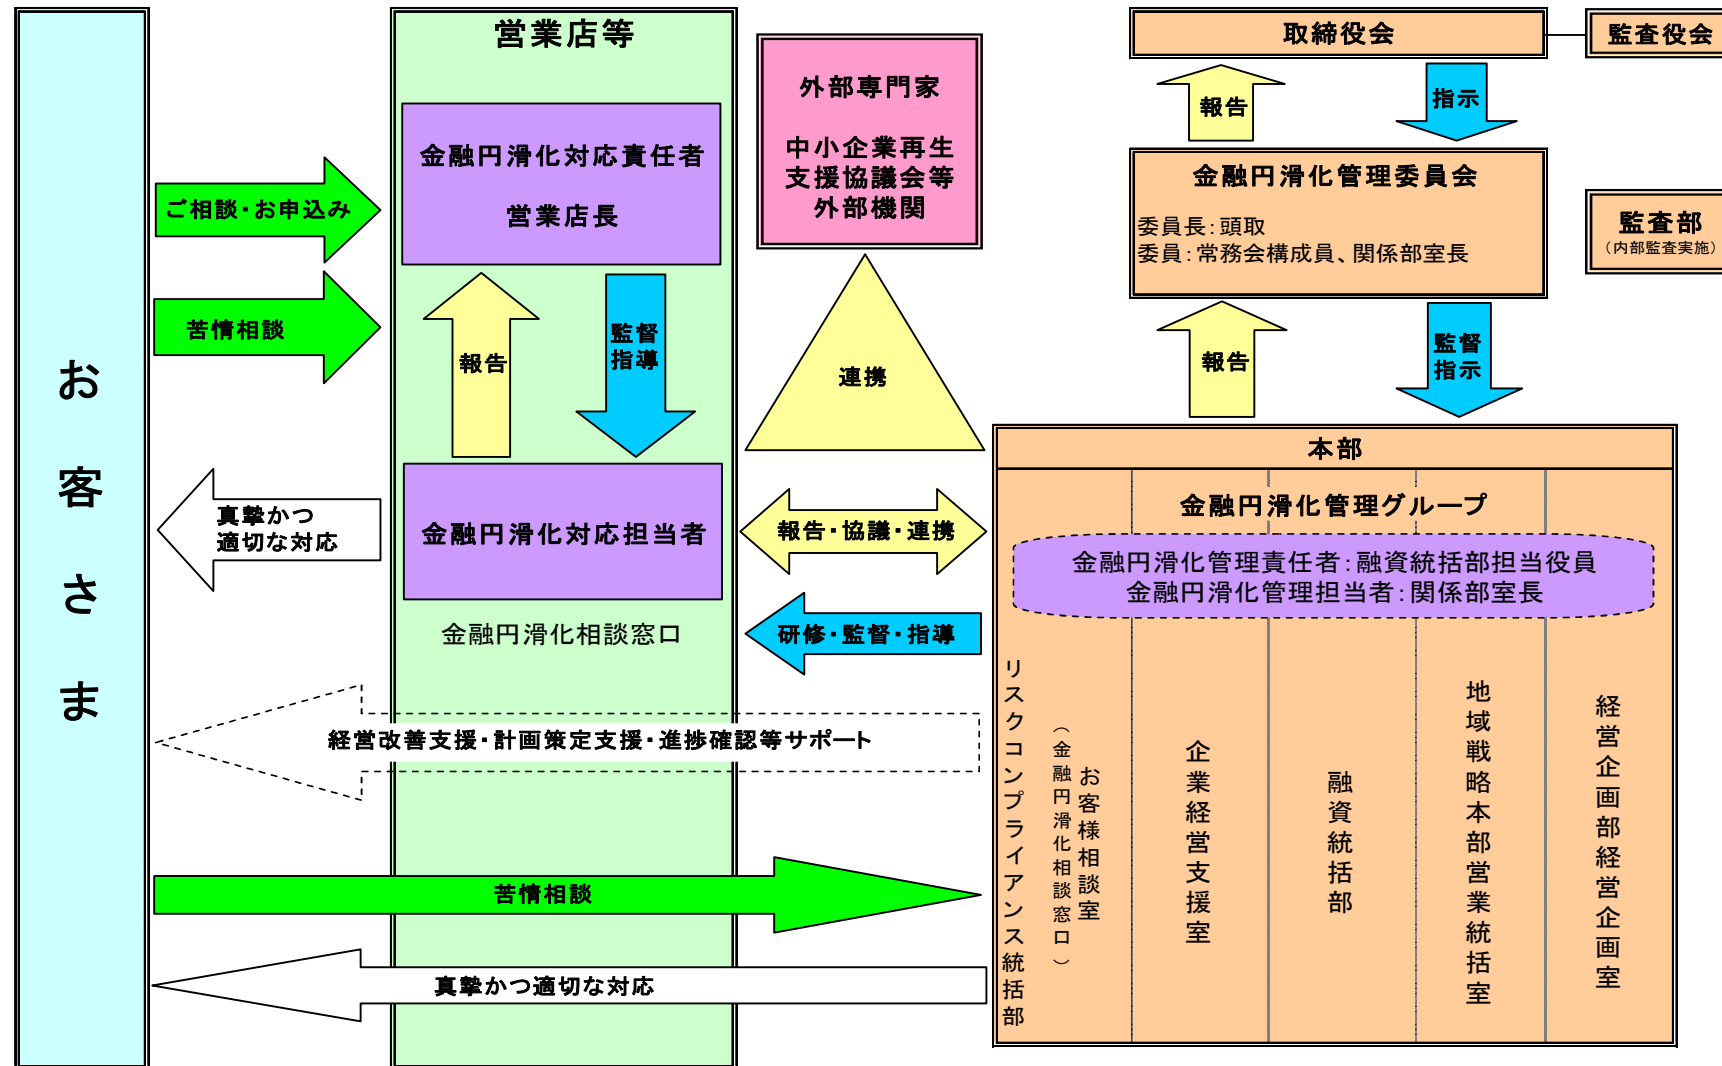 お客さま
営業店等
金融円滑化対応責任者
営業店長
ご相談・お申込み
苦情相談
報告
監督
指導
真摯かつ
適切な対応
金融円滑化対応担当者
金融円滑化相談窓口
外部専門家
中小企業再生
支援協議会等
外部機関
連携
報告・協議・連携
研修・監督・指導
経営改善支援・計画策定支援・進捗確認等サポート
苦情相談
真摯かつ適切な対応
取締役会
監査役会
報告
指示
金融円滑化管理委員会
委員長：頭取
委員：常務会構成員、関係部室長
監査部
（内部監査実施）
報告
監督
指示
本部
金融円滑化管理グループ
金融円滑化管理責任者：融資統括部担当役員
金融円滑化管理担当者：関係部室長
リスクコンプライアンス統括部
お客様相談室
（金融円滑化相談窓口）
企業経営支援室
融資統括部
地域戦略本部営業統括室
経営企画部経営企画室